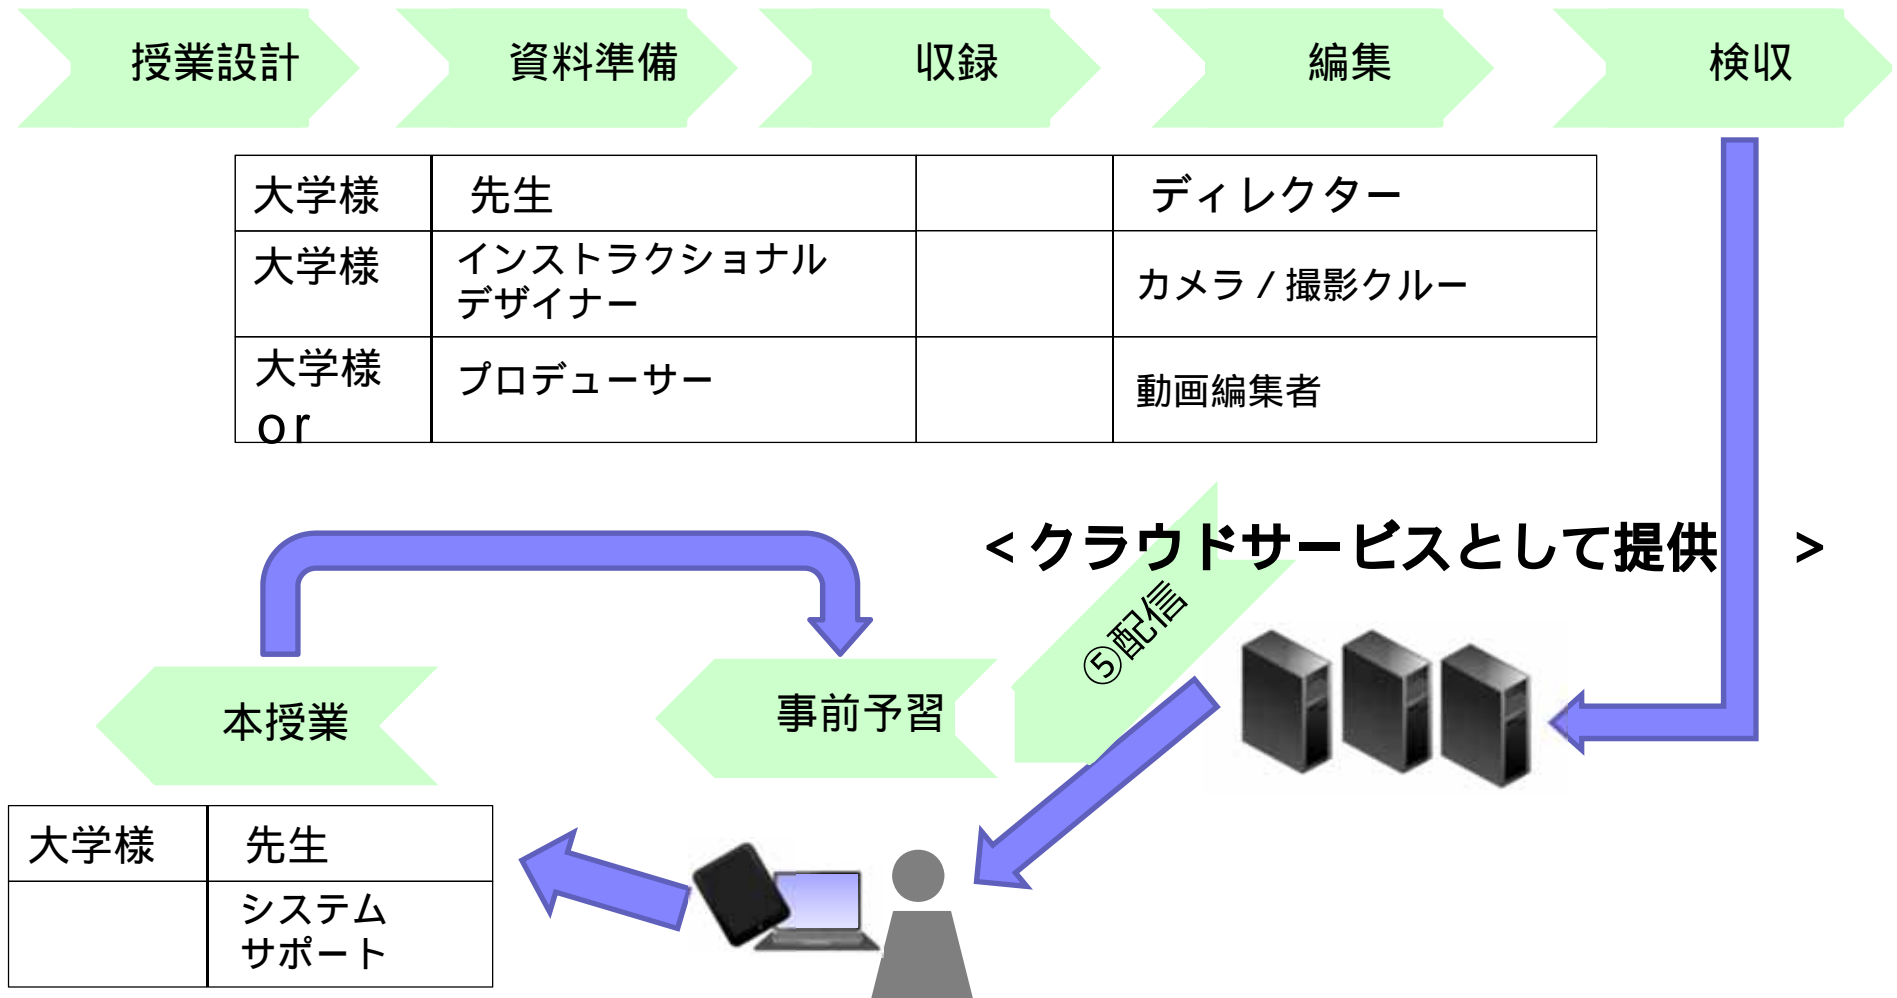 授業設計
資料準備
収録
編集
検収
大学様 先生 ディレクター
大学様 インストラクショナル
デザイナー
カメラ / 撮影クルー
大学様
or
プロデューサー
動画編集者
<クラウドサービスとして提供 >
⑤配信
本授業
事前予習
大学様 先生
システム
サポート